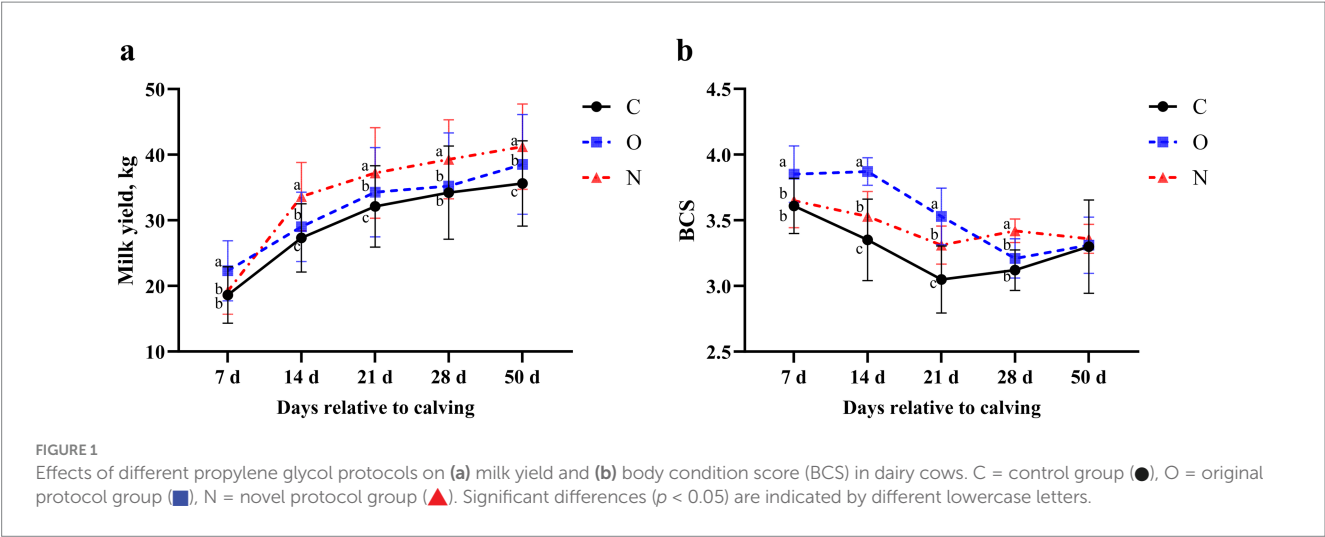 a
50
40
30
20
10
Milk yield, kg
a
b
b
a
b
c
a
b
c
a
b
b
a
b
c
7 d 14 d 21 d 28 d 50 d
Days relative to calving
C
O
N
b
4.5
4.0
3.5
3.0
2.5
BCS
a
b
b
a
b
c
a
b
c
a
b
b
7 d 14 d 21 d 28 d 50 d
Days relative to calving
C
O
N
FIGURE 1
Effects of different propylene glycol protocols on (a) milk yield and (b) body condition score (BCS) in dairy cows. C = control group (●), O = original
protocol group (■), N = novel protocol group (▲). Significant differences (p < 0.05) are indicated by different lowercase letters.